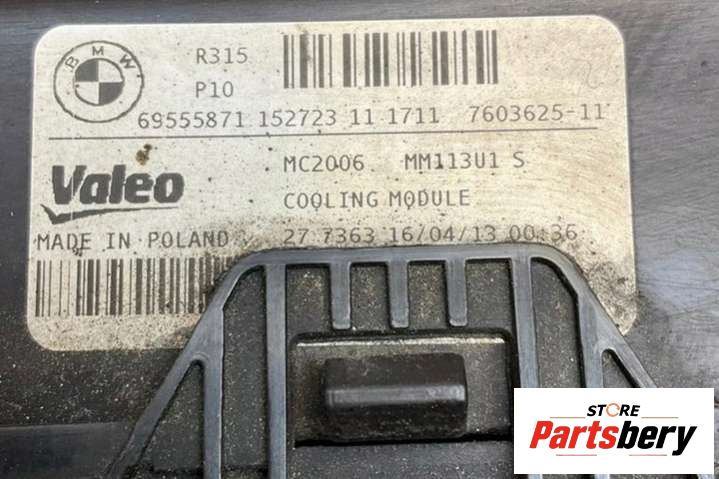 BMW
R315
P10
69555871 152723 11 1711 7603625-11
Valeo
MC2006 MM113U1 S
COOLING MODULE
MADE IN POLAND
27 7363 16/04/13 00:36
STORE
Partsbery